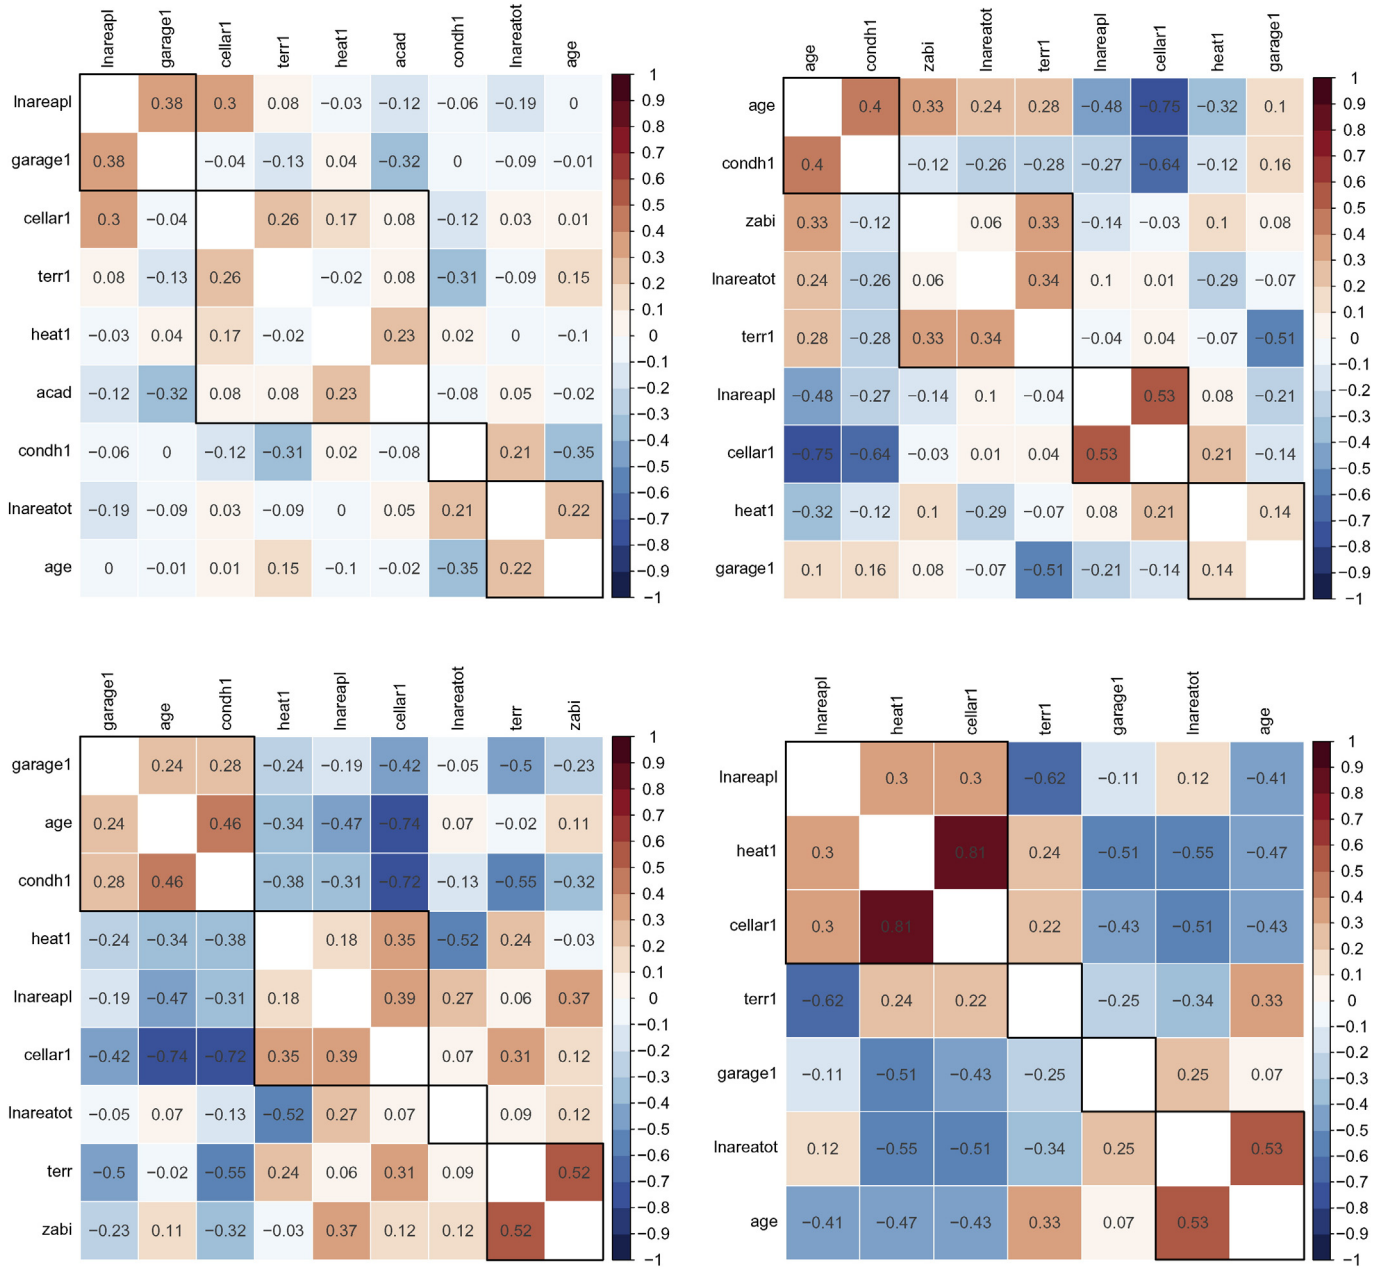 lnareapl garage1 cellar1 terr1 heat1 acad condh1 lnareatot age
lnareapl 0.38 0.3 0.08 −0.03 −0.12 −0.06 −0.19 0
garage1 0.38 −0.04 −0.13 0.04 −0.32 0 −0.09 −0.01
cellar1 0.3 −0.04 0.26 0.17 0.08 −0.12 0.03 0.01
terr1 0.08 −0.13 0.26 −0.02 0.08 −0.31 −0.09 0.15
heat1 −0.03 0.04 0.17 −0.02 0.23 0.02 0 −0.1
acad −0.12 −0.32 0.08 0.08 0.23 −0.08 0.05 −0.02
condh1 −0.06 0 −0.12 −0.31 0.02 −0.08 0.21 −0.35
lnareatot −0.19 −0.09 0.03 −0.09 0 0.05 0.21 0.22
age 0 −0.01 0.01 0.15 −0.1 −0.02 −0.35 0.22
1
0.9
0.8
0.7
0.6
0.5
0.4
0.3
0.2
0.1
0
−0.1
−0.2
−0.3
−0.4
−0.5
−0.6
−0.7
−0.8
−0.9
−1
age condh1 zabi lnareatot terr1 lnareapl cellar1 heat1 garage1
age 0.4 0.33 0.24 0.28 −0.48 −0.75 −0.32 0.1
condh1 0.4 −0.12 −0.26 −0.28 −0.27 −0.64 −0.12 0.16
zabi 0.33 −0.12 0.06 0.33 −0.14 −0.03 0.1 0.08
lnareatot 0.24 −0.26 0.06 0.34 0.1 0.01 −0.29 −0.07
terr1 0.28 −0.28 0.33 0.34 −0.04 0.04 −0.07 −0.51
lnareapl −0.48 −0.27 −0.14 0.1 −0.04 0.53 0.08 −0.21
cellar1 −0.75 −0.64 −0.03 0.01 0.04 0.53 0.21 −0.14
heat1 −0.32 −0.12 0.1 −0.29 −0.07 0.08 0.21 0.14
garage1 0.1 0.16 0.08 −0.07 −0.51 −0.21 −0.14 0.14
1
0.9
0.8
0.7
0.6
0.5
0.4
0.3
0.2
0.1
0
−0.1
−0.2
−0.3
−0.4
−0.5
−0.6
−0.7
−0.8
−0.9
−1
garage1 age condh1 heat1 lnareapl cellar1 lnareatot terr zabi
garage1 0.24 0.28 −0.24 −0.19 −0.42 −0.05 −0.5 −0.23
age 0.24 0.46 −0.34 −0.47 −0.74 0.07 −0.02 0.11
condh1 0.28 0.46 −0.38 −0.31 −0.72 −0.13 −0.55 −0.32
heat1 −0.24 −0.34 −0.38 0.18 0.35 −0.52 0.24 −0.03
lnareapl −0.19 −0.47 −0.31 0.18 0.39 0.27 0.06 0.37
cellar1 −0.42 −0.74 −0.72 0.35 0.39 0.07 0.31 0.12
lnareatot −0.05 0.07 −0.13 −0.52 0.27 0.07 0.09 0.12
terr −0.5 −0.02 −0.55 0.24 0.06 0.31 0.09 0.52
zabi −0.23 0.11 −0.32 −0.03 0.37 0.12 0.12 0.52
1
0.9
0.8
0.7
0.6
0.5
0.4
0.3
0.2
0.1
0
−0.1
−0.2
−0.3
−0.4
−0.5
−0.6
−0.7
−0.8
−0.9
−1
lnareapl heat1 cellar1 terr1 garage1 lnareatot age
lnareapl 0.3 0.3 −0.62 −0.11 0.12 −0.41
heat1 0.3 0.81 0.24 −0.51 −0.55 −0.47
cellar1 0.3 0.81 0.22 −0.43 −0.51 −0.43
terr1 −0.62 0.24 0.22 −0.25 −0.34 0.33
garage1 −0.11 −0.51 −0.43 −0.25 0.25 0.07
lnareatot 0.12 −0.55 −0.51 −0.34 0.25 0.53
age −0.41 −0.47 −0.43 0.33 0.07 0.53
1
0.9
0.8
0.7
0.6
0.5
0.4
0.3
0.2
0.1
0
−0.1
−0.2
−0.3
−0.4
−0.5
−0.6
−0.7
−0.8
−0.9
−1